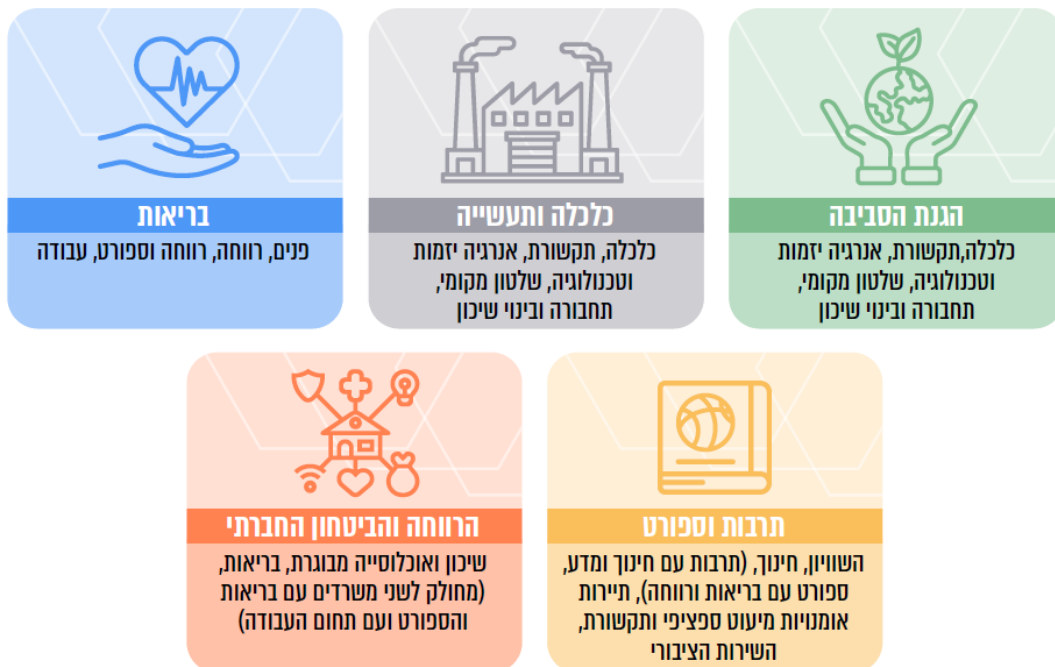 הגנת הסביבה
כלכלה,תקשורת, אנרגיה יזמות
וטכנולוגיה, שלטון מקומי,
תחבורה ובינוי שיכון
כלכלה ותעשייה
כלכלה, תקשורת, אנרגיה יזמות
וטכנולוגיה, שלטון מקומי,
תחבורה ובינוי שיכון
בריאות
פנים, רווחה, רווחה וספורט, עבודה
תרבות וספורט
השוויון, חינוך, (תרבות עם חינוך ומדע,
ספורט עם בריאות ורווחה), תיירות
אומנויות מיעוט ספציפי ותקשורת,
השירות הציבורי
הרווחה והביטחון החברתי
שיכון ואוכלוסייה מבוגרת, בריאות,
(מחולק לשני משרדים עם בריאות
והספורט ועם תחום העבודה)